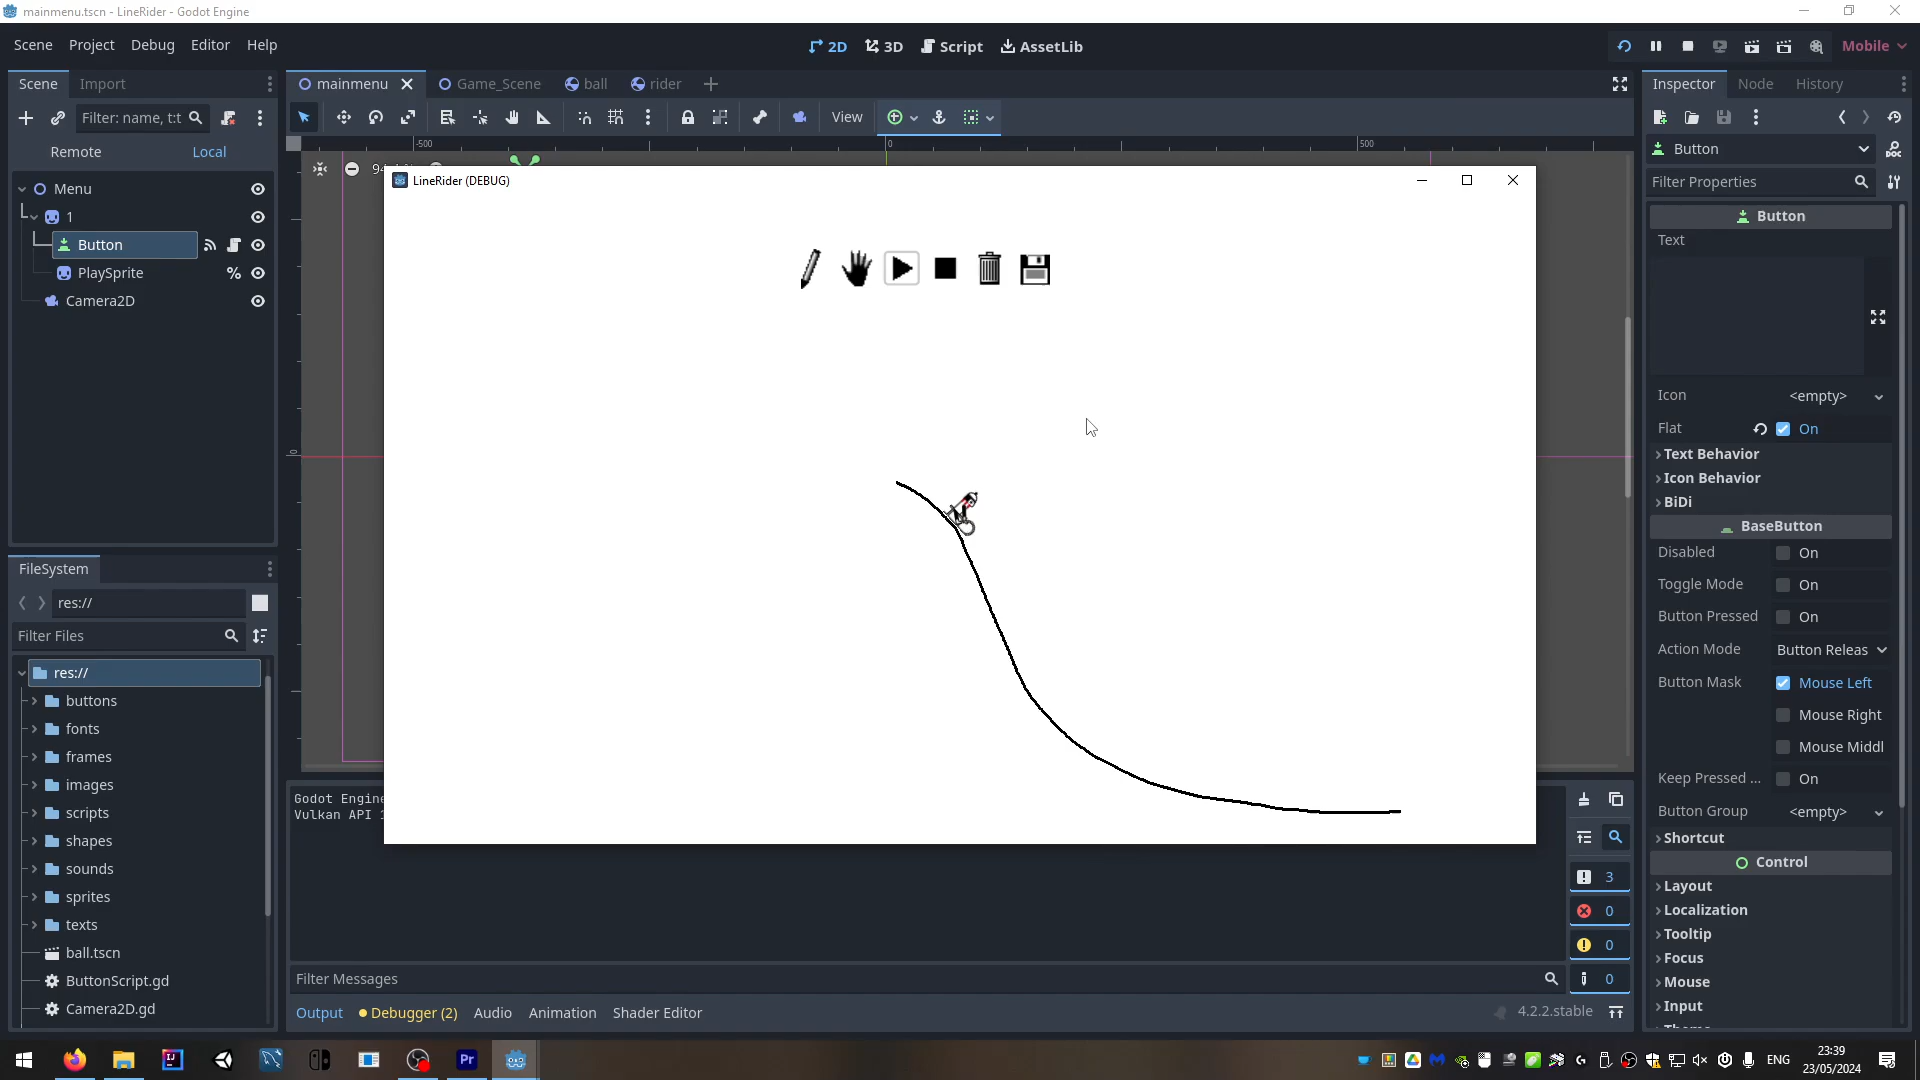 mainmenu.tscn - LineRider - Godot Engine
Scene Project Debug Editor Help
2D 3D Script AssetLib
Mobile
Scene Import
mainmenu Game_Scene ball rider
Inspector Node History
Filter: name, t:t
View
Remote Local
-500 0 500
Button
Filter Properties
Menu
1
Button
PlaySprite
Camera2D
LineRider (DEBUG)
0
Button
Text
Icon <empty>
Flat On
Text Behavior
Icon Behavior
BiDi
BaseButton
Disabled On
Toggle Mode On
Button Pressed On
Action Mode Button Releas
Button Mask Mouse Left
Mouse Right
Mouse Middl
Keep Pressed ... On
Button Group <empty>
Shortcut
Control
Layout
Localization
Tooltip
Focus
Mouse
Input
FileSystem
res://
Filter Files
res://
buttons
fonts
frames
images
scripts
shapes
sounds
sprites
texts
ball.tscn
ButtonScript.gd
Camera2D.gd
Godot Engine
Vulkan API
3
0
0
0
Filter Messages
Output Debugger (2) Audio Animation Shader Editor
4.2.2.stable
Pr
ENG
23:39
23/05/2024